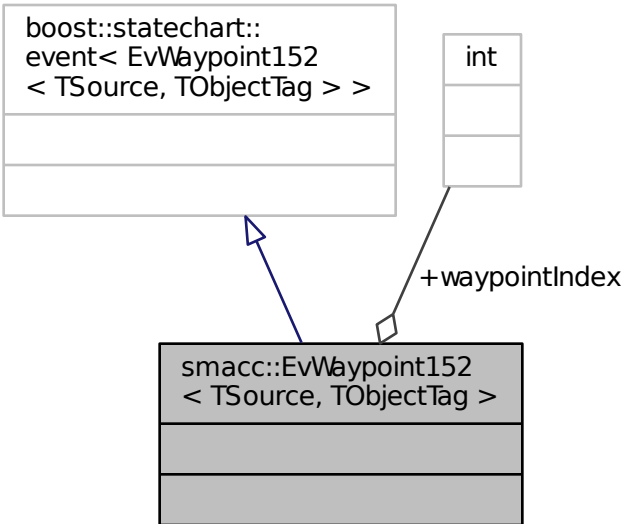 boost::statechart::
event< EvWaypoint152
< TSource, TObjectTag > >
int
+waypointIndex
smacc::EvWaypoint152
< TSource, TObjectTag >